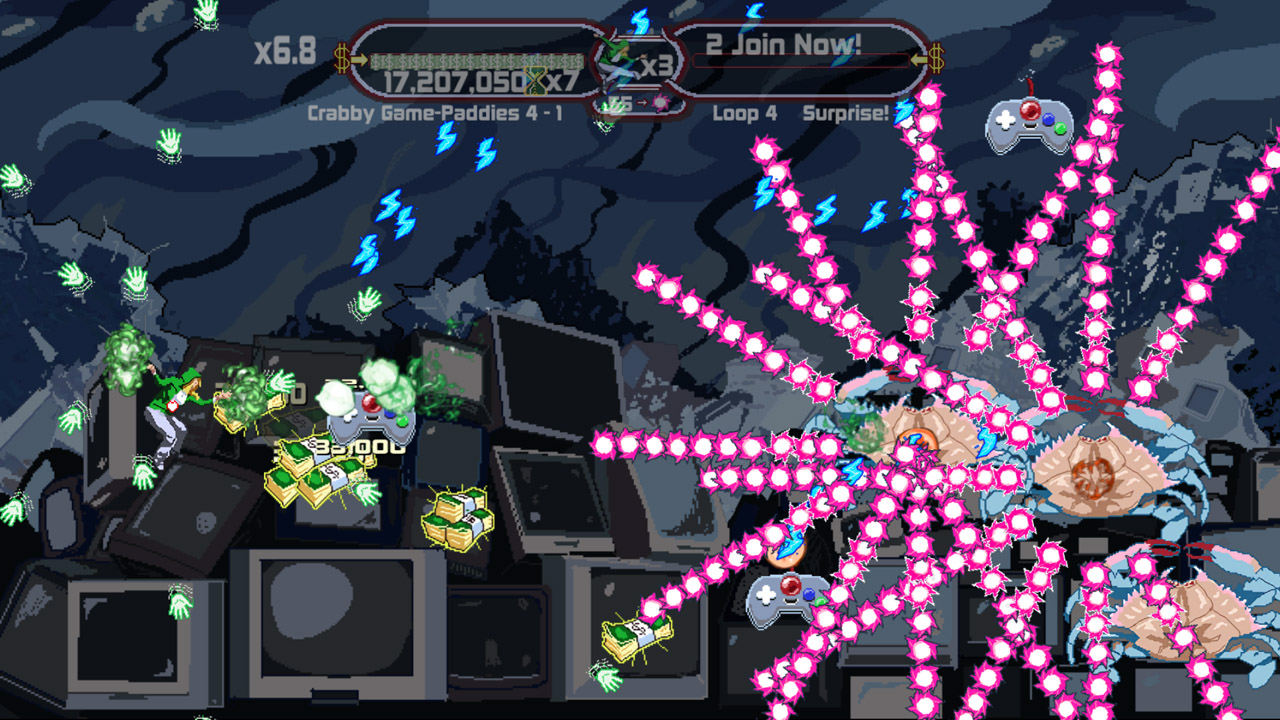 x6.8
17,207,050 x7
x3
2 Join Now!
Crabby Game-Paddies 4 - 1
Loop 4 Surprise!